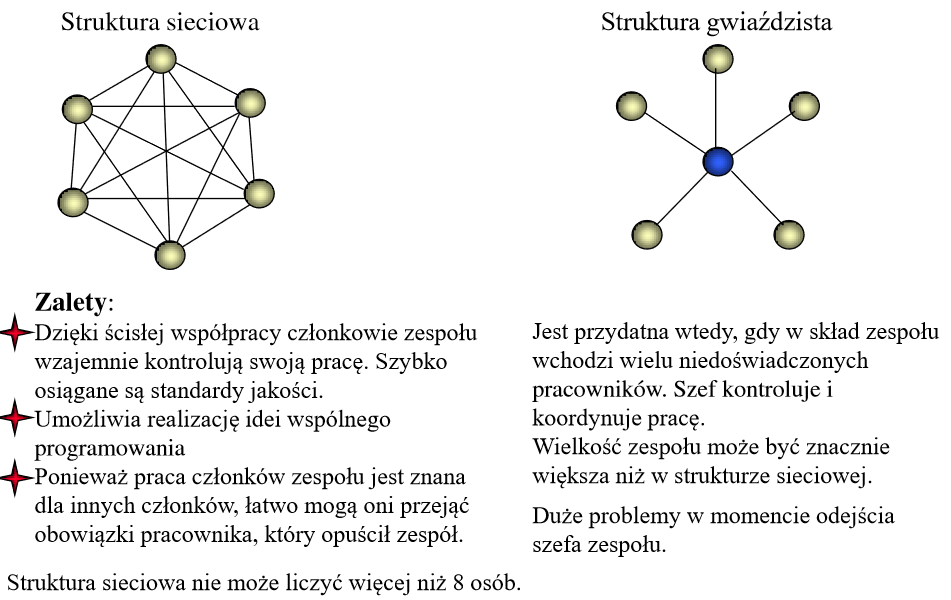 Struktura sieciowa
Struktura gwiaździsta
Zalety:
Dzięki ścisłej współpracy członkowie zespołu
wzajemnie kontrolują swoją pracę. Szybko
osiągane są standardy jakości.
Umożliwia realizację idei wspólnego
programowania
Ponieważ praca członków zespołu jest znana
dla innych członków, łatwo mogą oni przejąć
obowiązki pracownika, który opuścił zespół.
Struktura sieciowa nie może liczyć więcej niż 8 osób.
Jest przydatna wtedy, gdy w skład zespołu
wchodzi wielu niedoświadczonych
pracowników. Szef kontroluje i
koordynuje pracę.
Wielkość zespołu może być znacznie
większa niż w strukturze sieciowej.
Duże problemy w momencie odejścia
szefa zespołu.